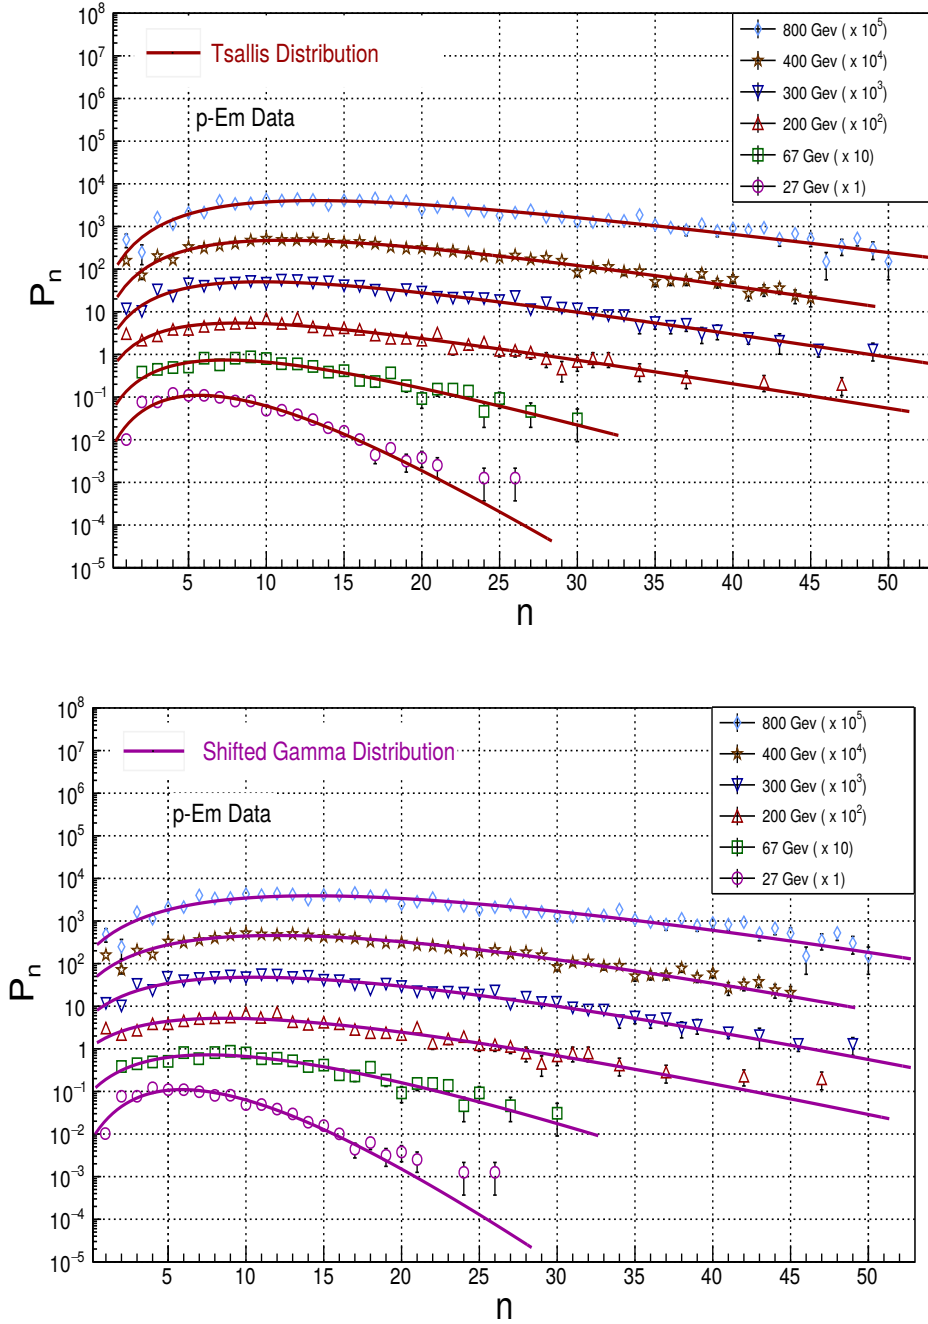 10^8
10^7
10^6
10^5
10^4
10^3
10^2
10
1
10^−1
10^−2
10^−3
10^−4
10^−5
P_n
Tsallis Distribution
p-Em Data
800 Gev ( x 10^5)
400 Gev ( x 10^4)
300 Gev ( x 10^3)
200 Gev ( x 10^2)
67 Gev ( x 10)
27 Gev ( x 1)
5 10 15 20 25 30 35 40 45 50
n
10^8
10^7
10^6
10^5
10^4
10^3
10^2
10
1
10^−1
10^−2
10^−3
10^−4
10^−5
P_n
Shifted Gamma Distribution
p-Em Data
800 Gev ( x 10^5)
400 Gev ( x 10^4)
300 Gev ( x 10^3)
200 Gev ( x 10^2)
67 Gev ( x 10)
27 Gev ( x 1)
5 10 15 20 25 30 35 40 45 50
n